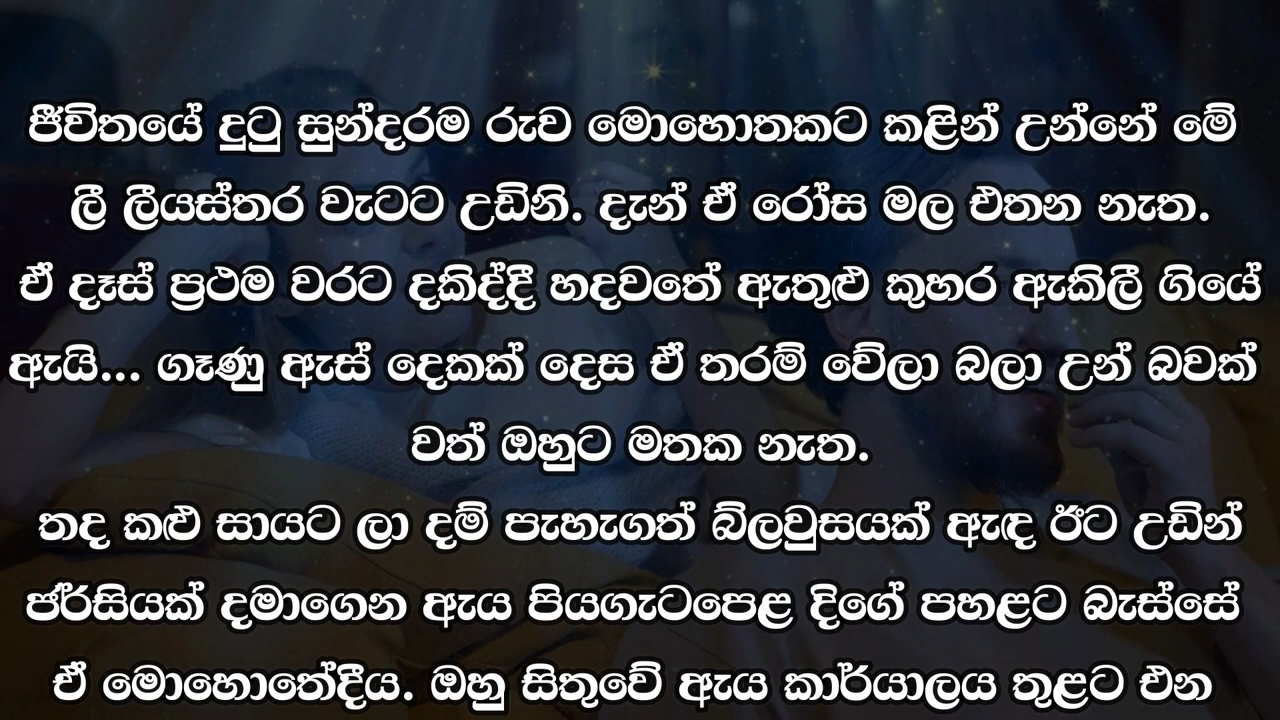 ජීවිතයේ දුටු සුන්දරම රුව මොහොතකට කළින් උන්නේ මේ
ලී ලීයස්තර වැටට උඩිනි. දැන් ඒ රෝස මල එතන නැත.
ඒ දෑස් ප්‍රථම වරට දකිද්දී හදවතේ ඇතුළු කුහර ඇකිලී ගියේ
ඇයි... ගෑණු ඇස් දෙකක් දෙස ඒ තරම් වේලා බලා උන් බවක්
වත් ඔහුට මතක නැත.
තද කළු සායට ලා දම් පැහැගත් බ්ලවුසයක් ඇඳ ඊට උඩින්
ජර්සියක් දමාගෙන ඇය පියගැටපෙළ දිගේ පහළට බැස්සේ
ඒ මොහොතේදීය. ඔහු සිතුවේ ඇය කාර්යාලය තුළට එන